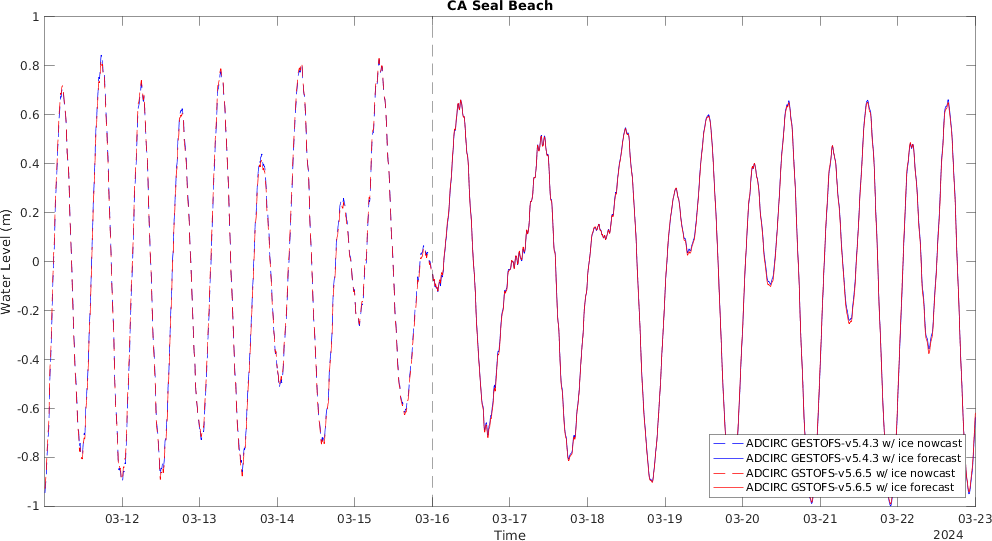 CA Seal Beach
1
0.8
0.6
0.4
0.2
0
-0.2
-0.4
-0.6
-0.8
-1
Water Level (m)
ADCIRC GESTOFS-v5.4.3 w/ ice nowcast
ADCIRC GESTOFS-v5.4.3 w/ ice forecast
ADCIRC GSTOFS-v5.6.5 w/ ice nowcast
ADCIRC GSTOFS-v5.6.5 w/ ice forecast
03-12 03-13 03-14 03-15 03-16 03-17 03-18 03-19 03-20 03-21 03-22 03-23
Time
2024